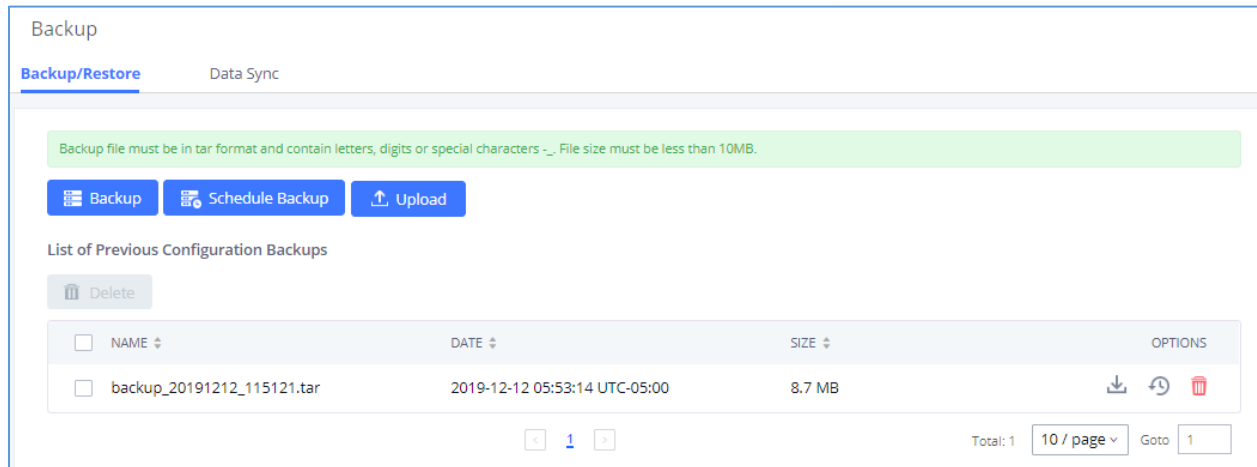 Backup
Backup/Restore Data Sync
Backup file must be in tar format and contain letters, digits or special characters -_. File size must be less than 10MB.
Backup Schedule Backup Upload
List of Previous Configuration Backups
Delete
NAME DATE SIZE OPTIONS
backup_20191212_115121.tar 2019-12-12 05:53:14 UTC-05:00 8.7 MB
< 1 > Total: 1 10 / page Goto 1